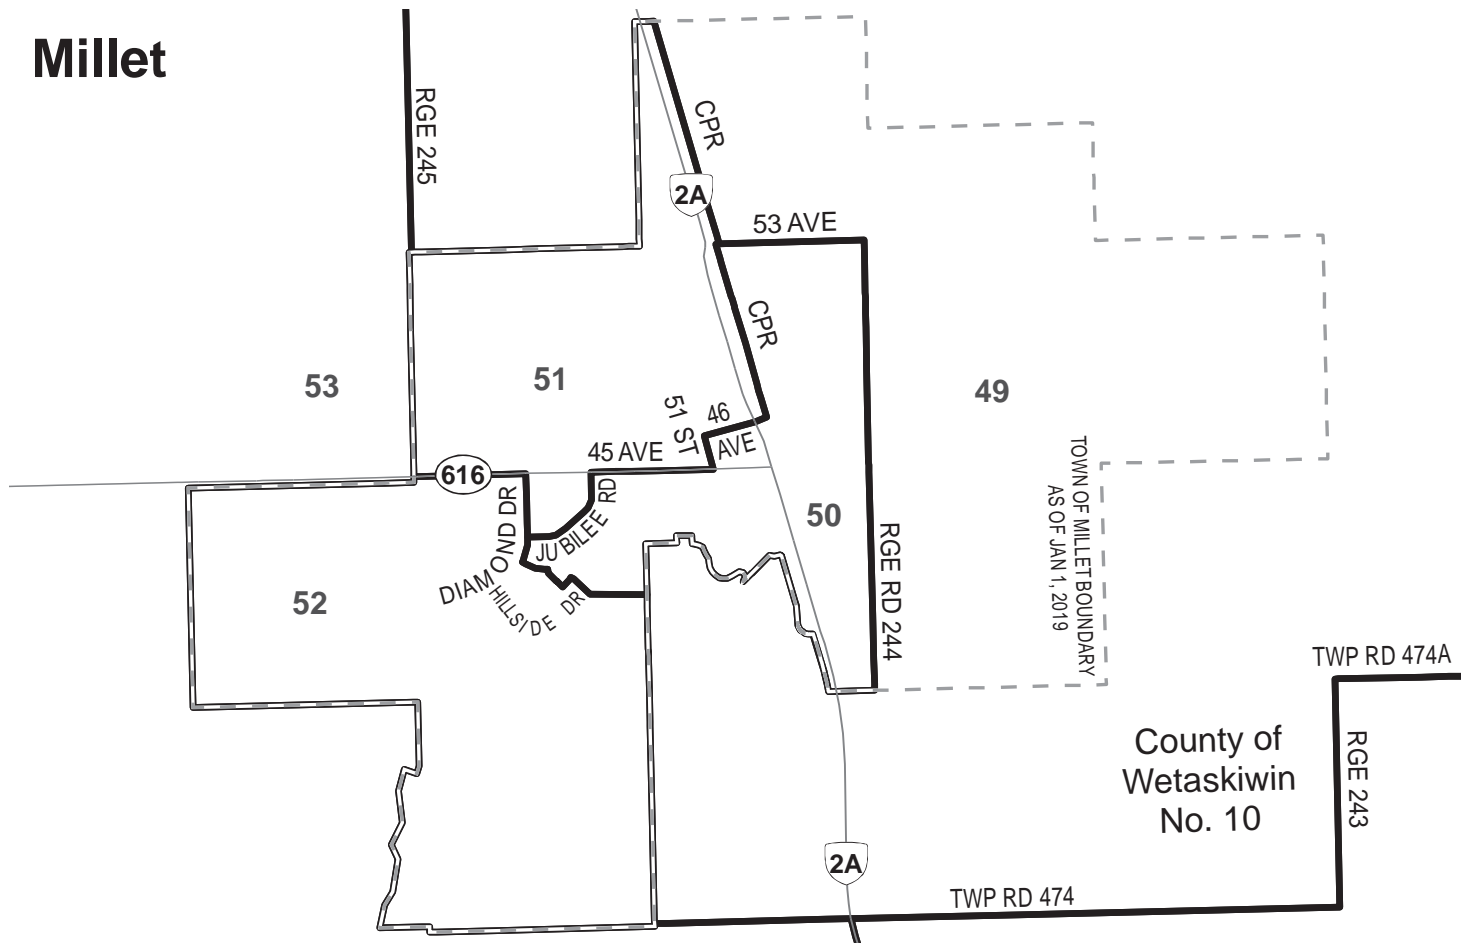 Millet
RGE 245
CPR
2A
53 AVE
CPR
53
51
49
51 ST
46
AVE
45 AVE
616
TOWN OF MILLET BOUNDARY
AS OF JAN 1, 2019
50
DIAMOND DR
JUBILEE RD
RGE RD 244
HILLSIDE DR
52
TWP RD 474A
County of
Wetaskiwin
No. 10
RGE 243
2A
TWP RD 474